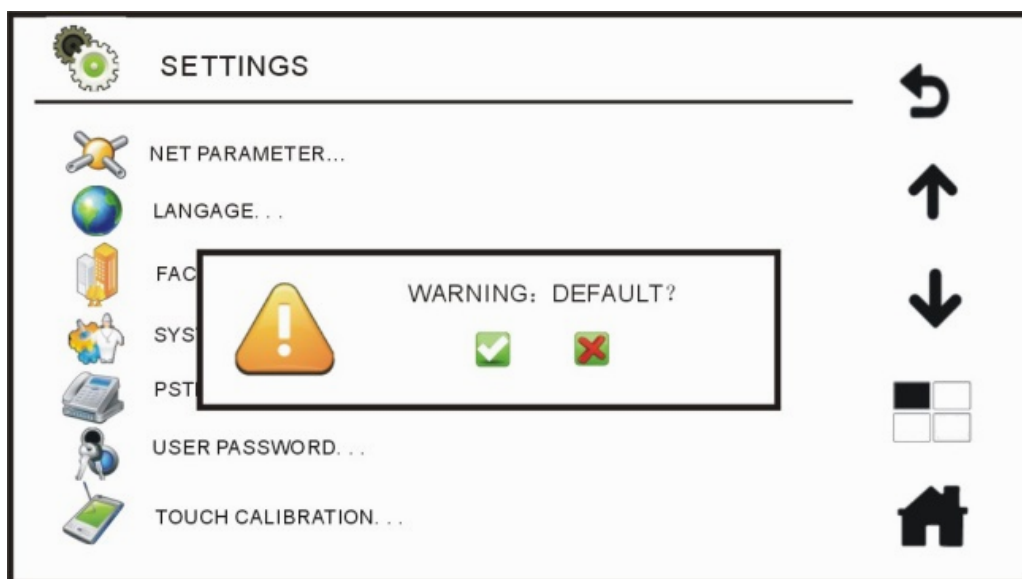 SETTINGS
NET PARAMETER...
LANGAGE. . .
FAC
WARNING: DEFAULT?
SYS
PST
USER PASSWORD. . .
TOUCH CALIBRATION. . .